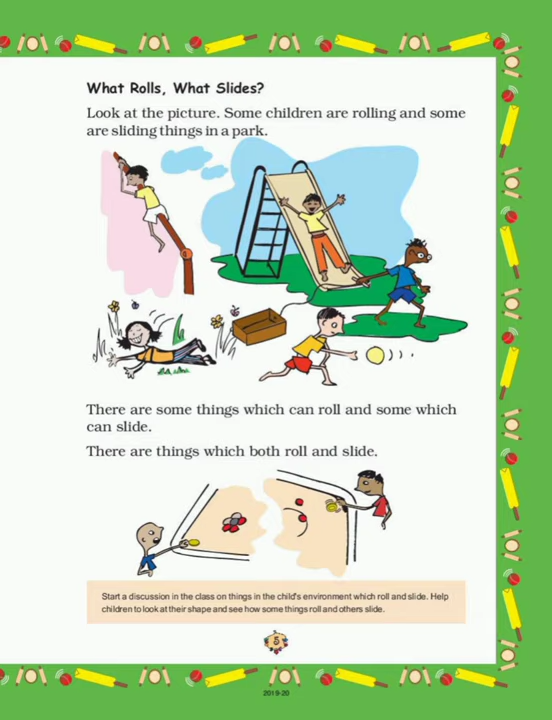 What Rolls, What Slides?
Look at the picture. Some children are rolling and some
are sliding things in a park.
There are some things which can roll and some which
can slide.
There are things which both roll and slide.
Start a discussion in the class on things in the child's environment which roll and slide. Help
children to look at their shape and see how some things roll and others slide.
5
2019-20